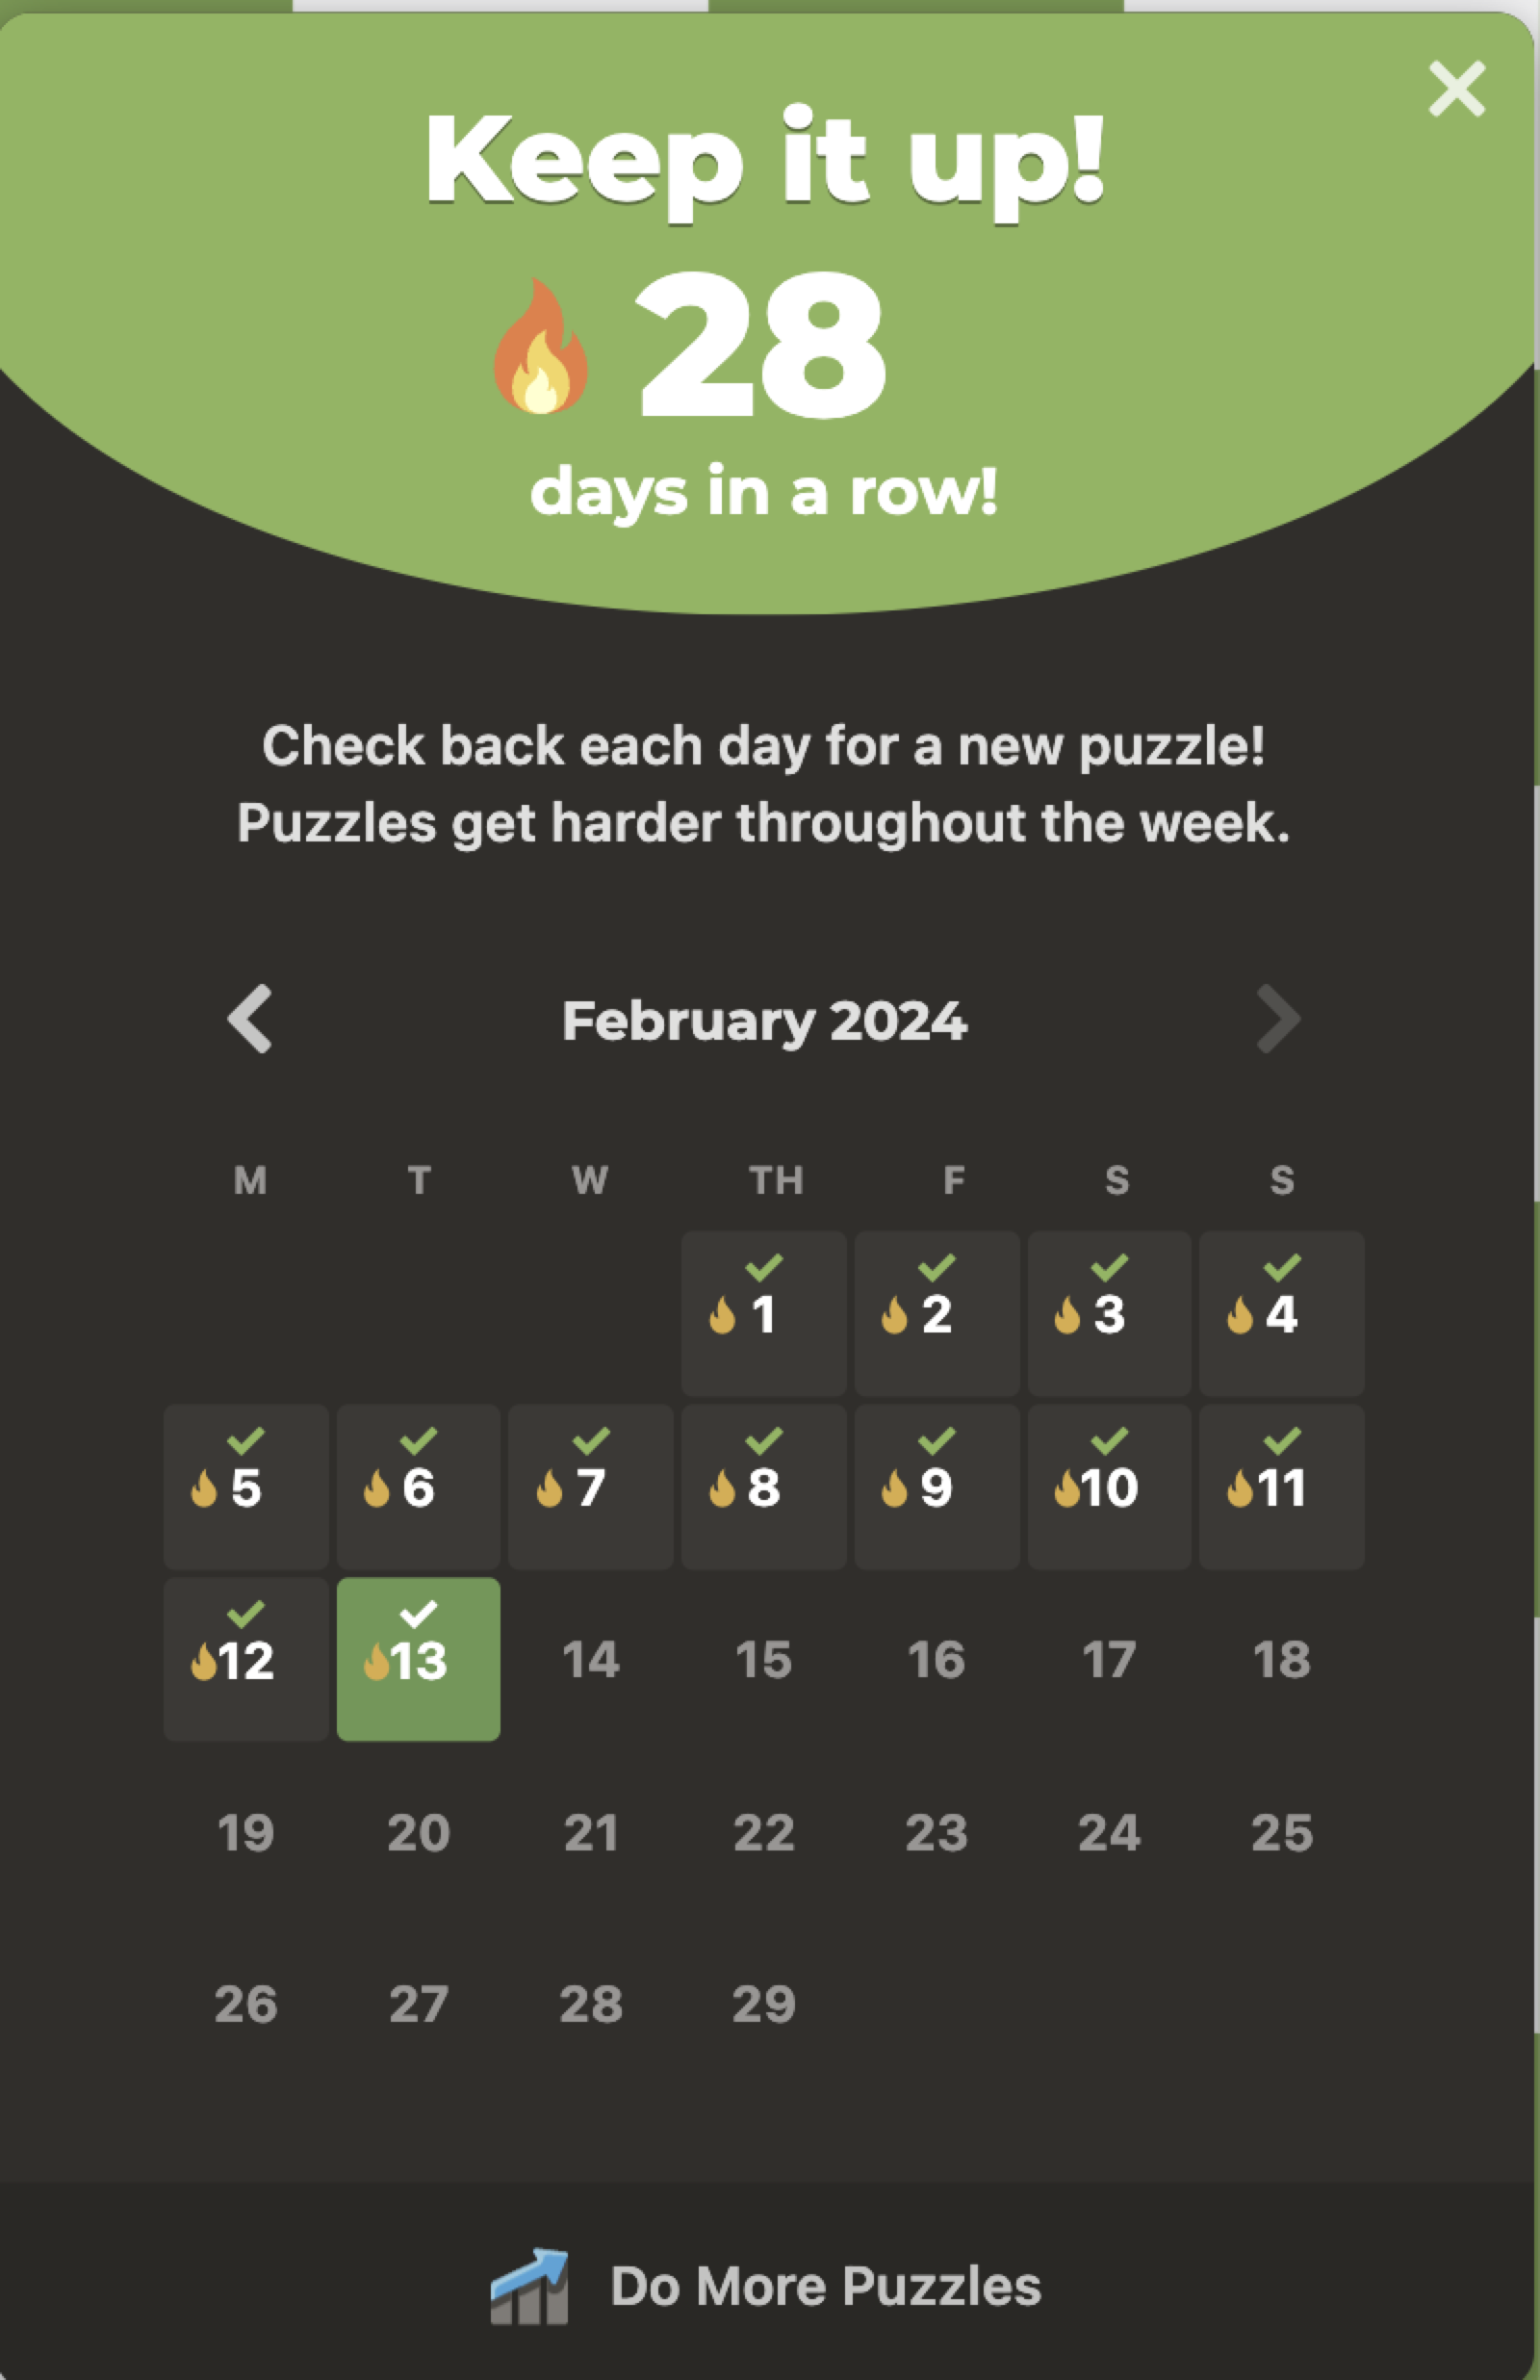 Keep it up!
28
days in a row!
Check back each day for a new puzzle!
Puzzles get harder throughout the week.
February 2024
M T W TH F S S
1 2 3 4
5 6 7 8 9 10 11
12 13 14 15 16 17 18
19 20 21 22 23 24 25
26 27 28 29
Do More Puzzles